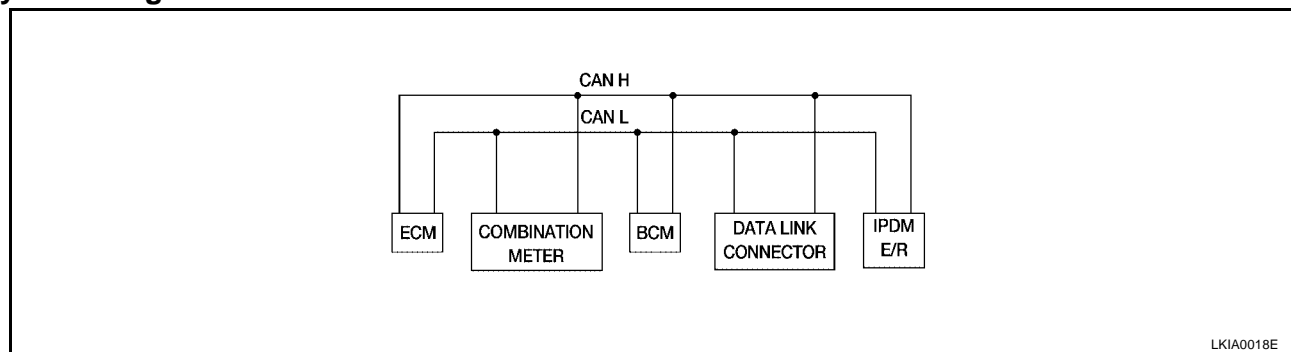 CAN H
CAN L
ECM
COMBINATION
METER
BCM
DATA LINK
CONNECTOR
IPDM
E/R
LKIA0018E